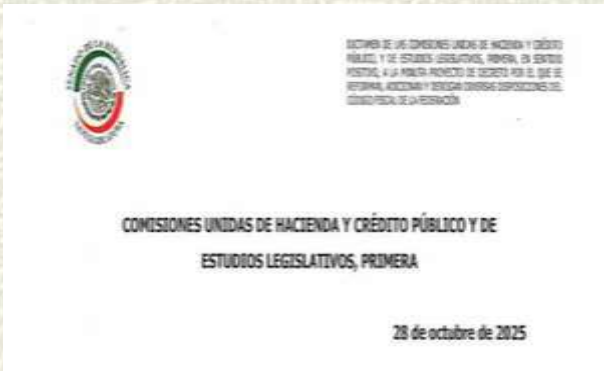 DICTAMEN DE LAS COMISIONES UNIDAS DE HACIENDA Y CRÉDITO
PÚBLICO, Y DE ESTUDIOS LEGISLATIVOS, PRIMERA, EN SENTIDO
POSITIVO, A LA MINUTA PROYECTO DE DECRETO POR EL QUE SE
REFORMAN, ADICIONAN Y DEROGAN DIVERSAS DISPOSICIONES DEL
CÓDIGO FISCAL DE LA FEDERACIÓN
COMISIONES UNIDAS DE HACIENDA Y CRÉDITO PÚBLICO Y DE
ESTUDIOS LEGISLATIVOS, PRIMERA
28 de octubre de 2025